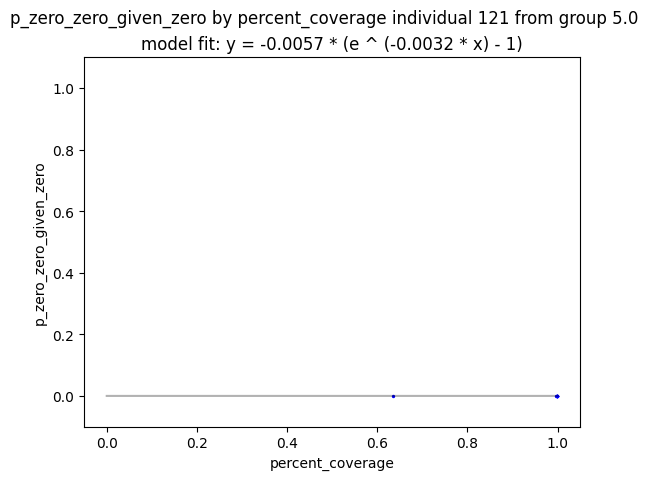 p_zero_zero_given_zero by percent_coverage individual 121 from group 5.0
model fit: y = -0.0057 * (e ^ (-0.0032 * x) - 1)
1.0
0.8
0.6
0.4
0.2
0.0
p_zero_zero_given_zero
0.0 0.2 0.4 0.6 0.8 1.0
percent_coverage